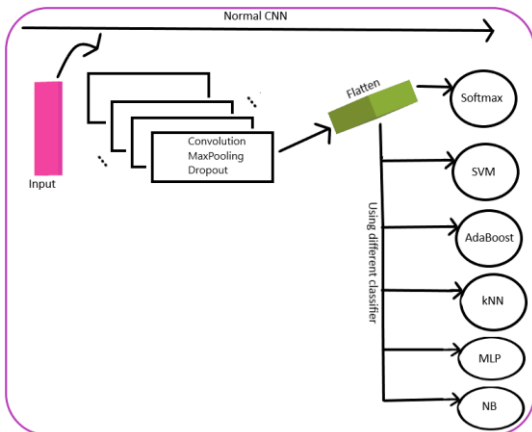 Normal CNN
Input
Convolution
MaxPooling
Dropout
Flatten
Using different classifier
Softmax
SVM
AdaBoost
kNN
MLP
NB